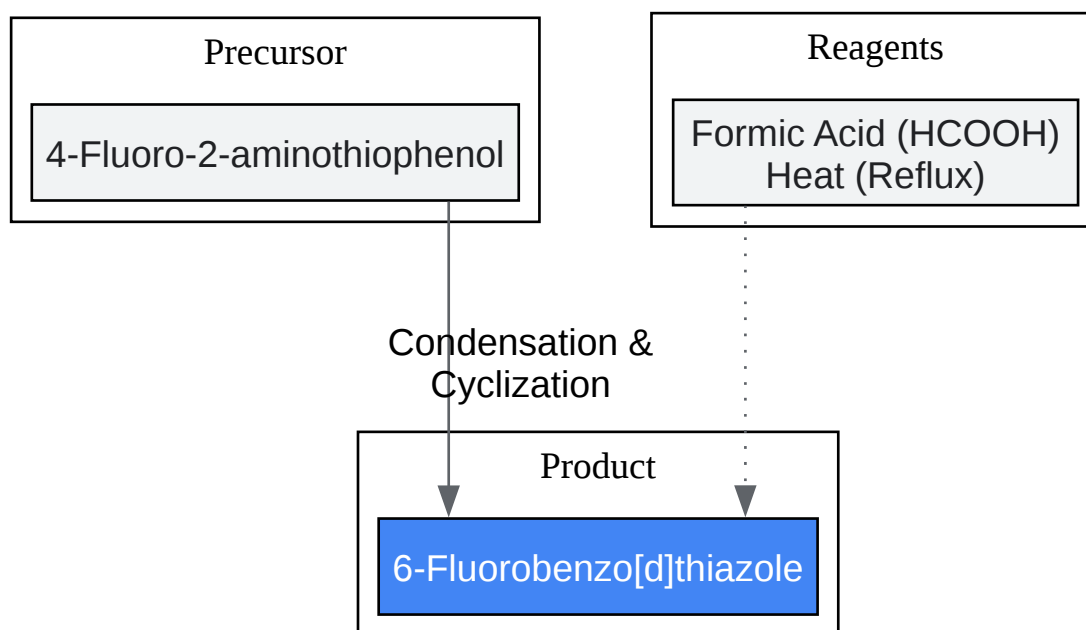 Precursor
4-Fluoro-2-aminothiophenol
Reagents
Formic Acid (HCOOH)
Heat (Reflux)
Condensation &
Cyclization
Product
6-Fluorobenzo[d]thiazole